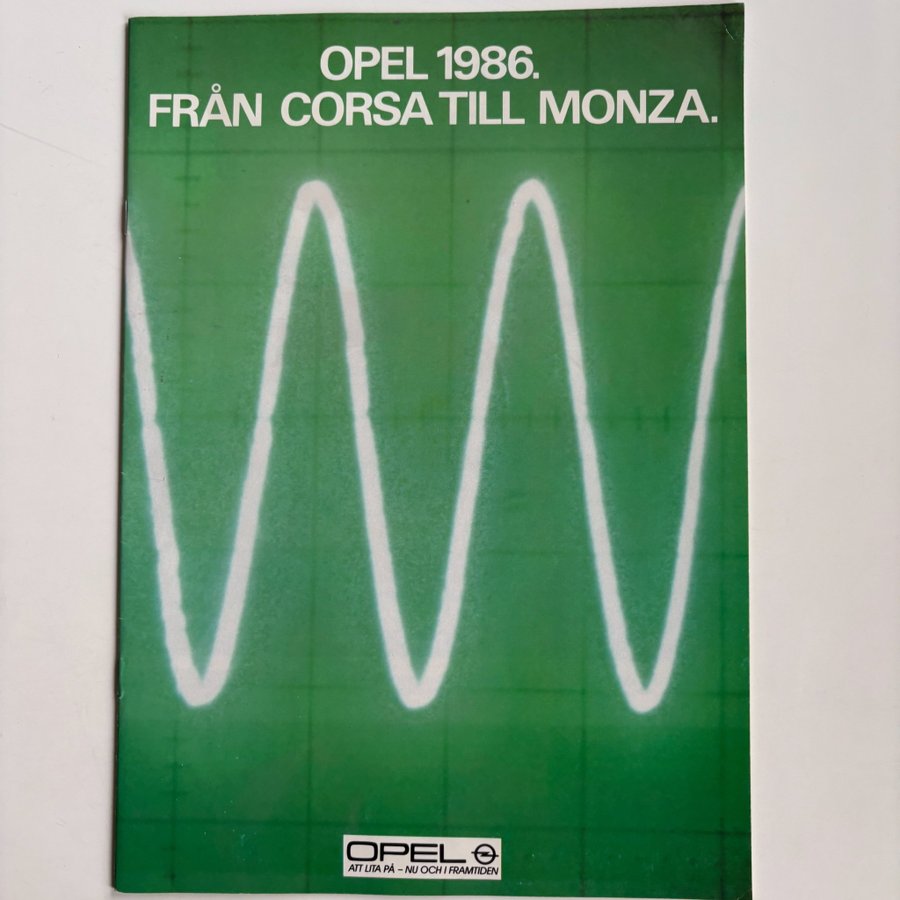 OPEL 1986.
FRÅN CORSA TILL MONZA.
OPEL
ATT LITA PÅ – NU OCH I FRAMTIDEN